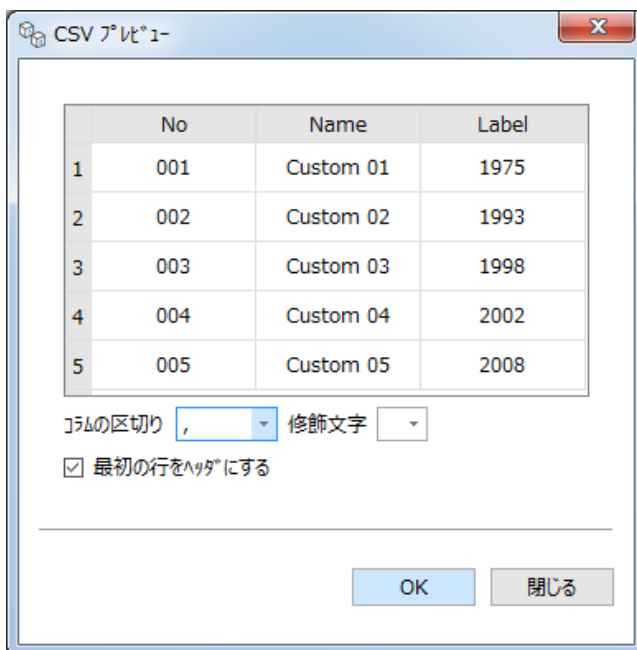 CSV ﾌﾟﾚﾋﾞｭｰ
No Name Label
1 001 Custom 01 1975
2 002 Custom 02 1993
3 003 Custom 03 1998
4 004 Custom 04 2002
5 005 Custom 05 2008
ｺﾗﾑの区切り , 修飾文字
最初の行をﾍｯﾀﾞにする
OK 閉じる